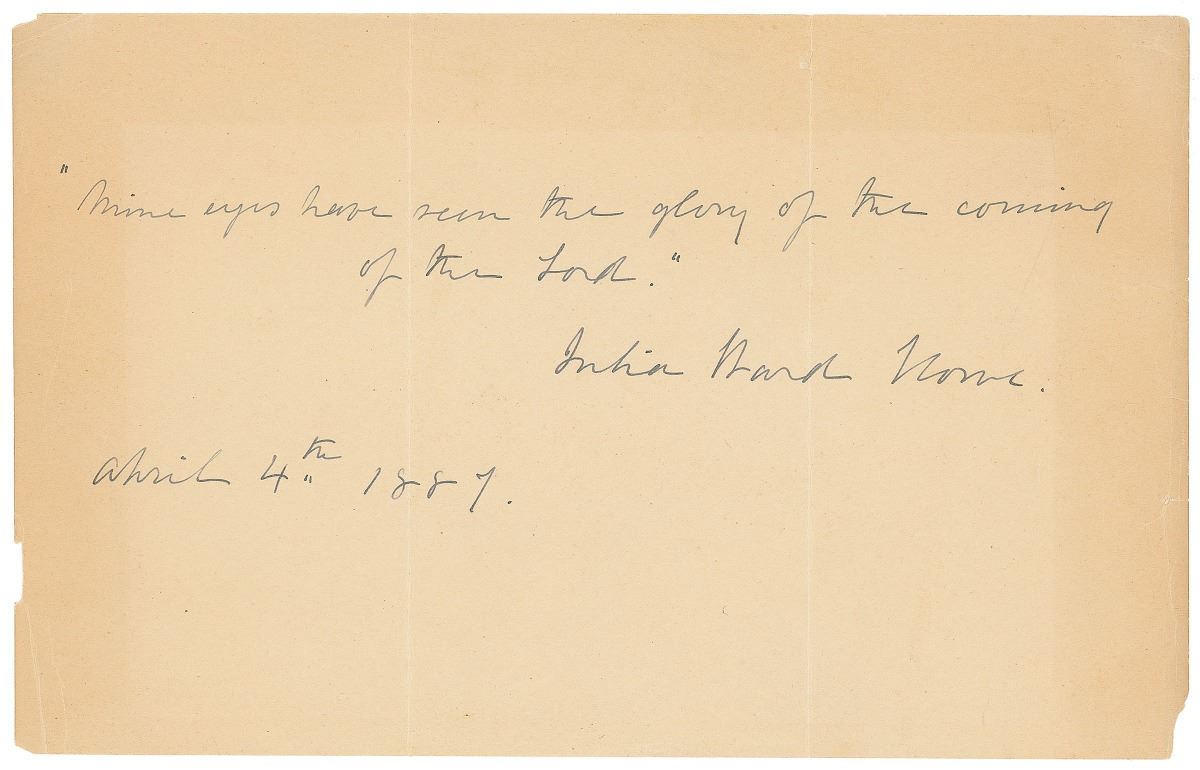 "Mine eyes have seen the glory of the coming
of the Lord."
Julia Ward Howe.
April 4th 1887.